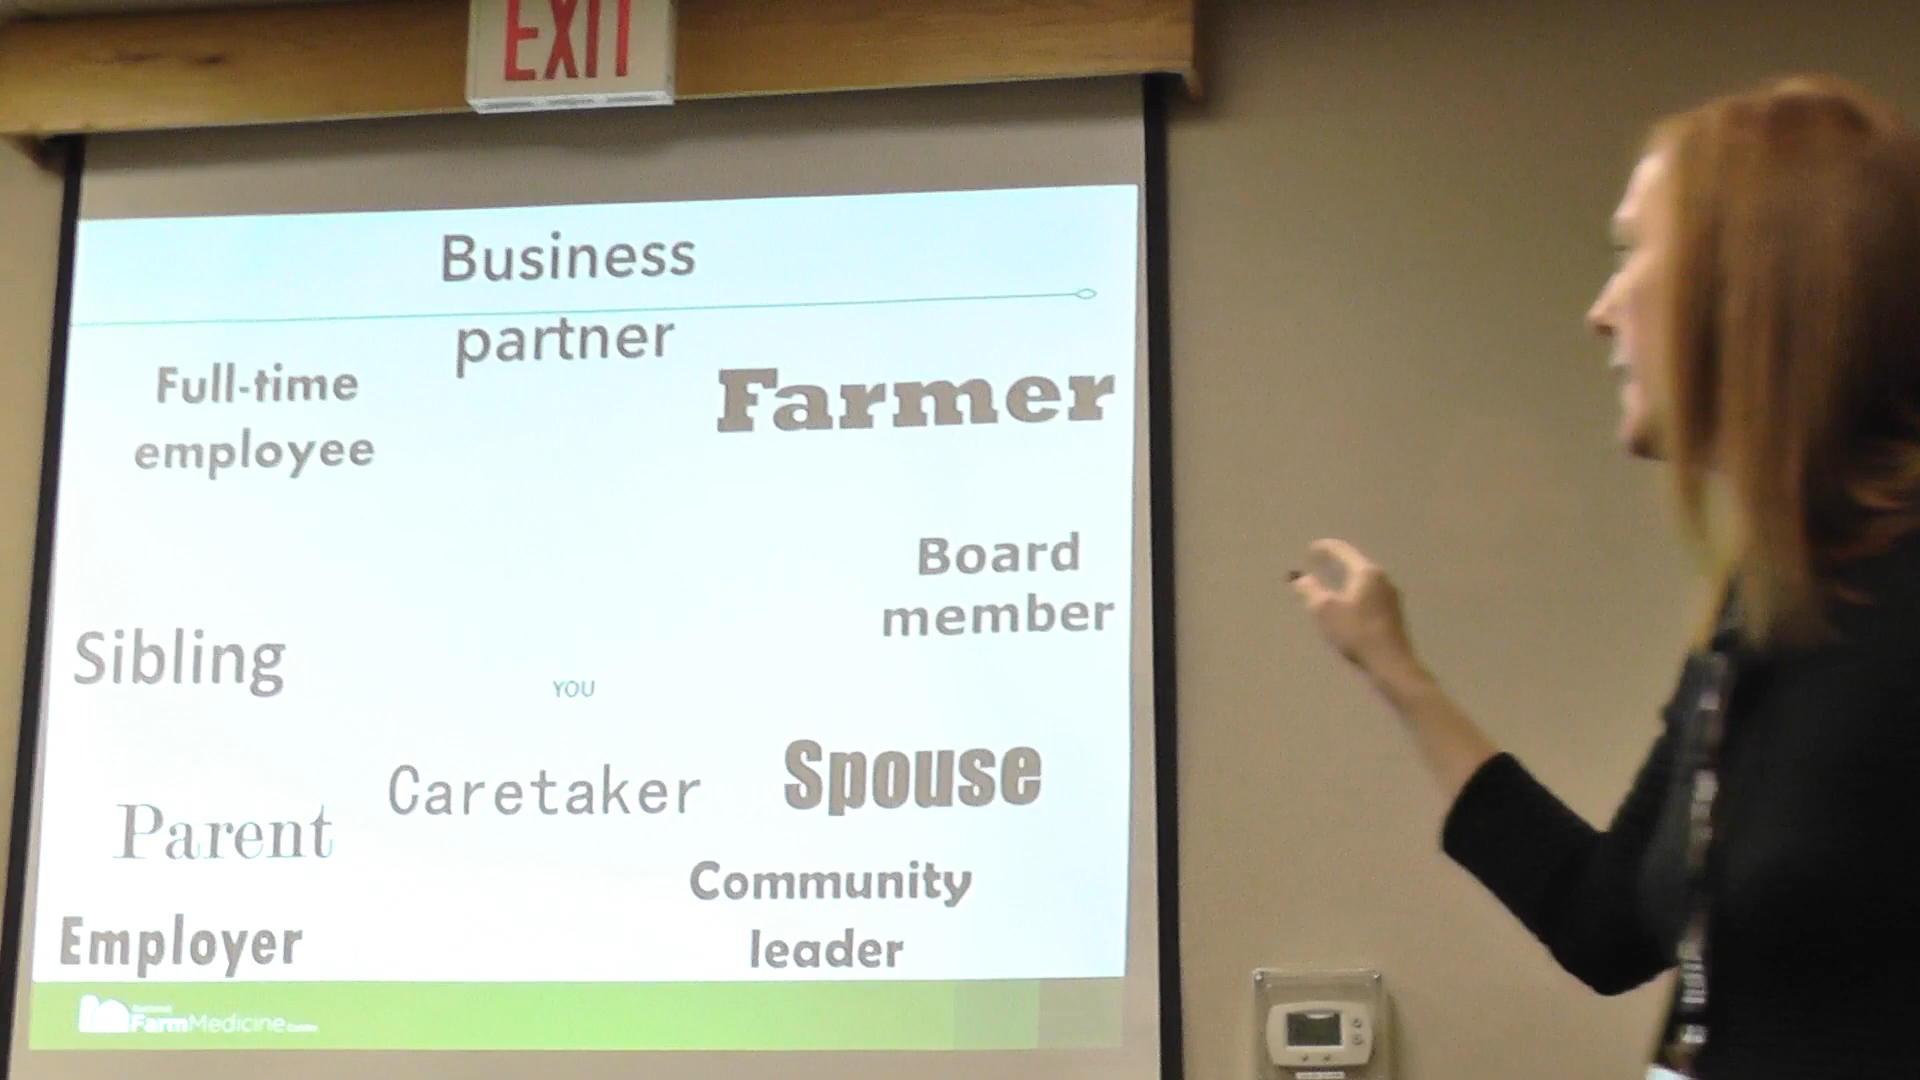 EXIT
Business
partner
Full-time
employee
Farmer
Board
member
Sibling
YOU
Caretaker
Spouse
Parent
Community
leader
Employer
FarmMedicine